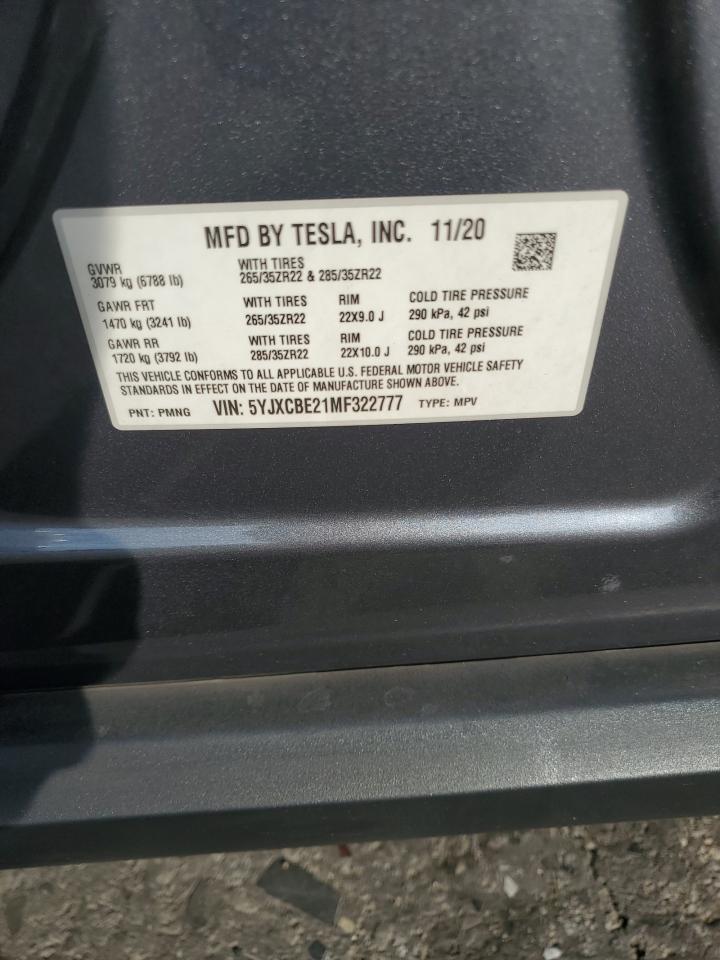 MFD BY TESLA, INC. 11/20
GVWR WITH TIRES
3079 kg (6788 lb) 265/35ZR22 & 285/35ZR22
GAWR FRT WITH TIRES RIM COLD TIRE PRESSURE
1470 kg (3241 lb) 265/35ZR22 22X9.0 J 290 kPa, 42 psi
GAWR RR WITH TIRES RIM COLD TIRE PRESSURE
1720 kg (3792 lb) 285/35ZR22 22X10.0 J 290 kPa, 42 psi
THIS VEHICLE CONFORMS TO ALL APPLICABLE U.S. FEDERAL MOTOR VEHICLE SAFETY
STANDARDS IN EFFECT ON THE DATE OF MANUFACTURE SHOWN ABOVE.
PNT: PMNG VIN: 5YJXCBE21MF322777 TYPE: MPV